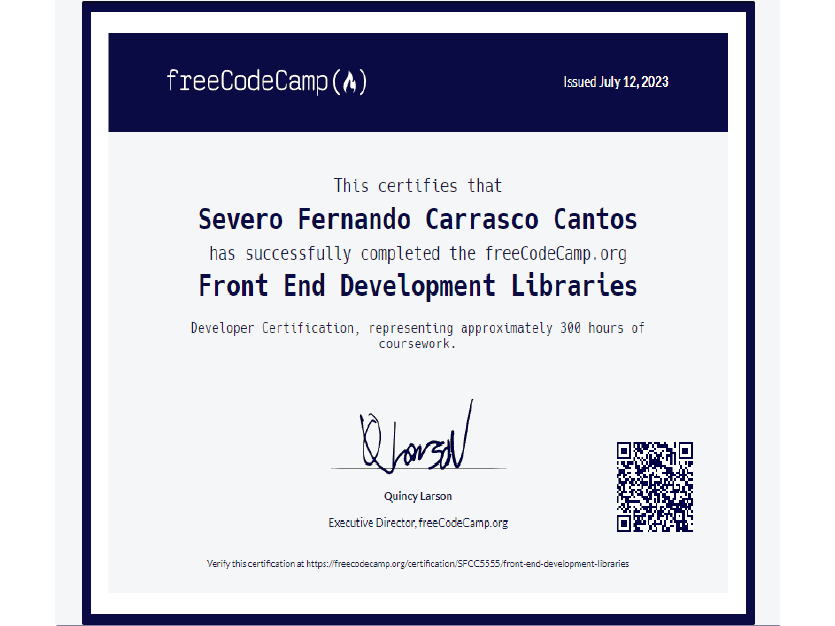 freeCodeCamp
Issued July 12, 2023
This certifies that
Severo Fernando Carrasco Cantos
has successfully completed the freeCodeCamp.org
Front End Development Libraries
Developer Certification, representing approximately 300 hours of
coursework.
Q Larson
Quincy Larson
Executive Director, freeCodeCamp.org
Verify this certification at https://freecodecamp.org/certification/SFCC5555/front-end-development-libraries